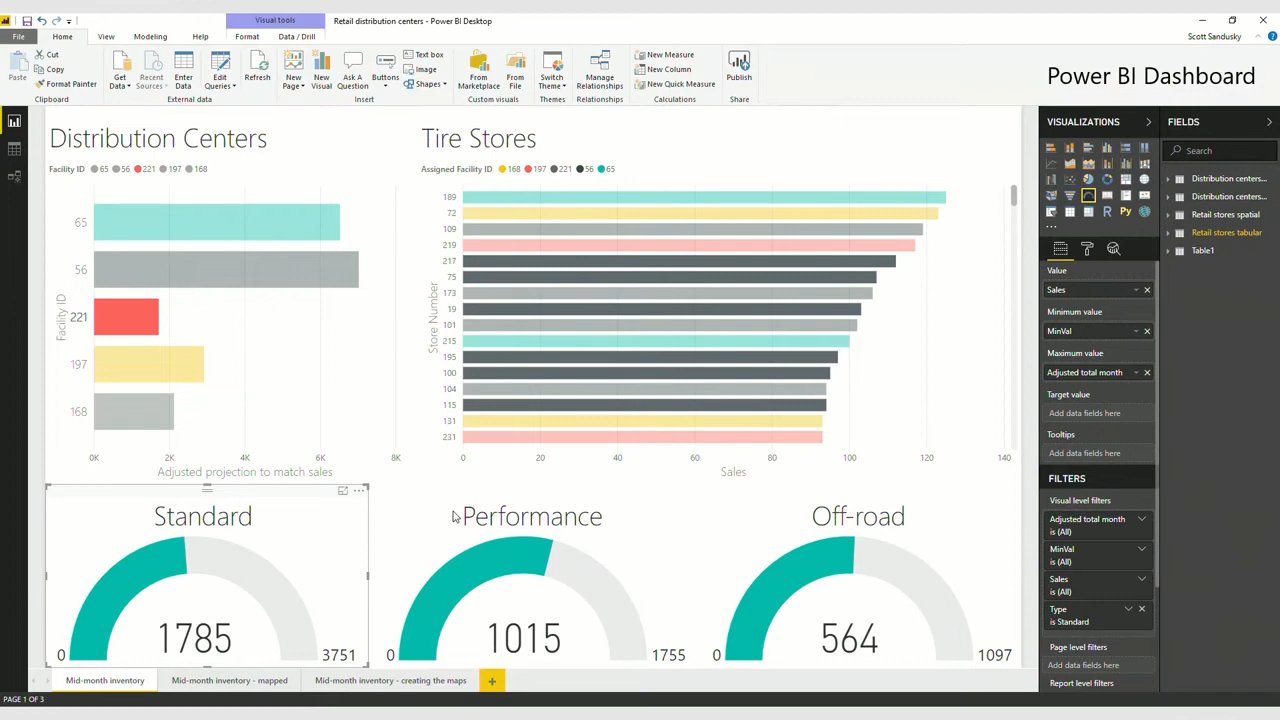 Visual tools
Retail distribution centers - Power BI Desktop
File
Home
View
Modeling
Help
Format
Data / Drill
Scott Sandusky
Paste
Cut
Copy
Format Painter
Clipboard
Get Data
Recent Sources
Enter Data
Edit Queries
External data
Refresh
New Page
New Visual
Ask A Question
Buttons
Text box
Image
Shapes
Insert
From Marketplace
From File
Custom visuals
Switch Theme
Themes
Manage Relationships
Relationships
New Measure
New Column
New Quick Measure
Calculations
Publish
Share
Power BI Dashboard
Distribution Centers
Facility ID 65 56 221 197 168
Facility ID
65
56
221
197
168
0K 2K 4K 6K 8K
Adjusted projection to match sales
Tire Stores
Assigned Facility ID 168 197 221 56 65
Store Number
189
72
109
219
217
75
173
19
101
215
195
100
104
115
131
231
0 20 40 60 80 100 120 140
Sales
Standard
1785
0
3751
Performance
1015
0
1755
Off-road
564
0
1097
VISUALIZATIONS
R
Py
Value
Sales
Minimum value
MinVal
Maximum value
Adjusted total month
Target value
Add data fields here
Tooltips
Add data fields here
FILTERS
Visual level filters
Adjusted total month
is (All)
MinVal
is (All)
Sales
is (All)
Type
is Standard
Page level filters
Add data fields here
Report level filters
FIELDS
Search
Distribution centers...
Distribution centers...
Retail stores spatial
Retail stores tabular
Table1
Mid-month inventory
Mid-month inventory - mapped
Mid-month inventory - creating the maps
PAGE 1 OF 3